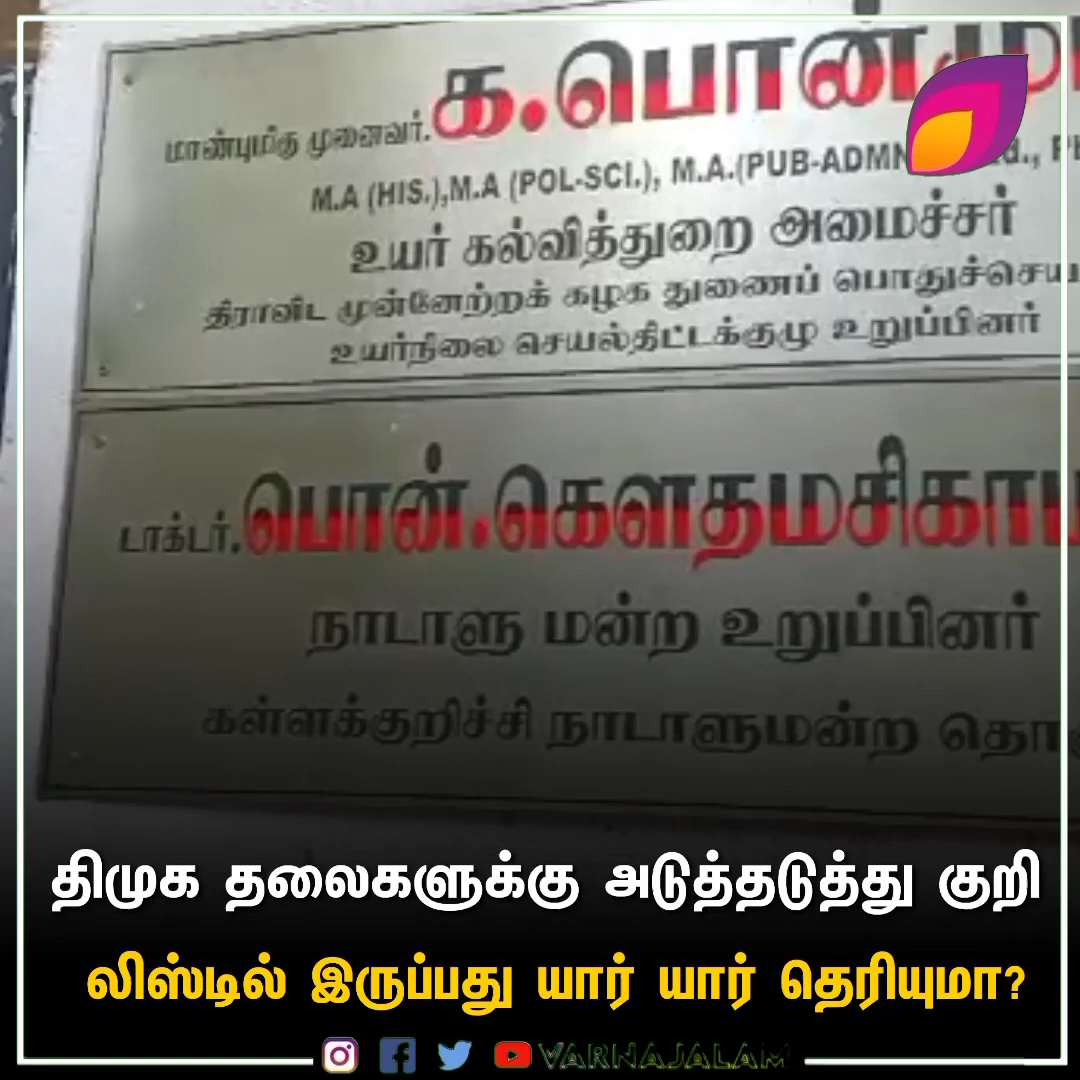 மாண்புமிகு முனைவர். க.பொன்மு
M.A (HIS.),M.A (POL-SCI.), M.A.(PUB-ADMN
உயர் கல்வித்துறை அமைச்சர்
திராவிட முன்னேற்றக் கழக துணைப் பொதுச்செய
உயர்நிலை செயல்திட்டக்குழு உறுப்பினர்
டாக்டர். பொன்.கௌதமசிகாம
நாடாளு மன்ற உறுப்பினர்
கள்ளக்குறிச்சி நாடாளுமன்ற தொ
திமுக தலைகளுக்கு அடுத்தடுத்து குறி
லிஸ்டில் இருப்பது யார் யார் தெரியுமா?
VARNAJALAM